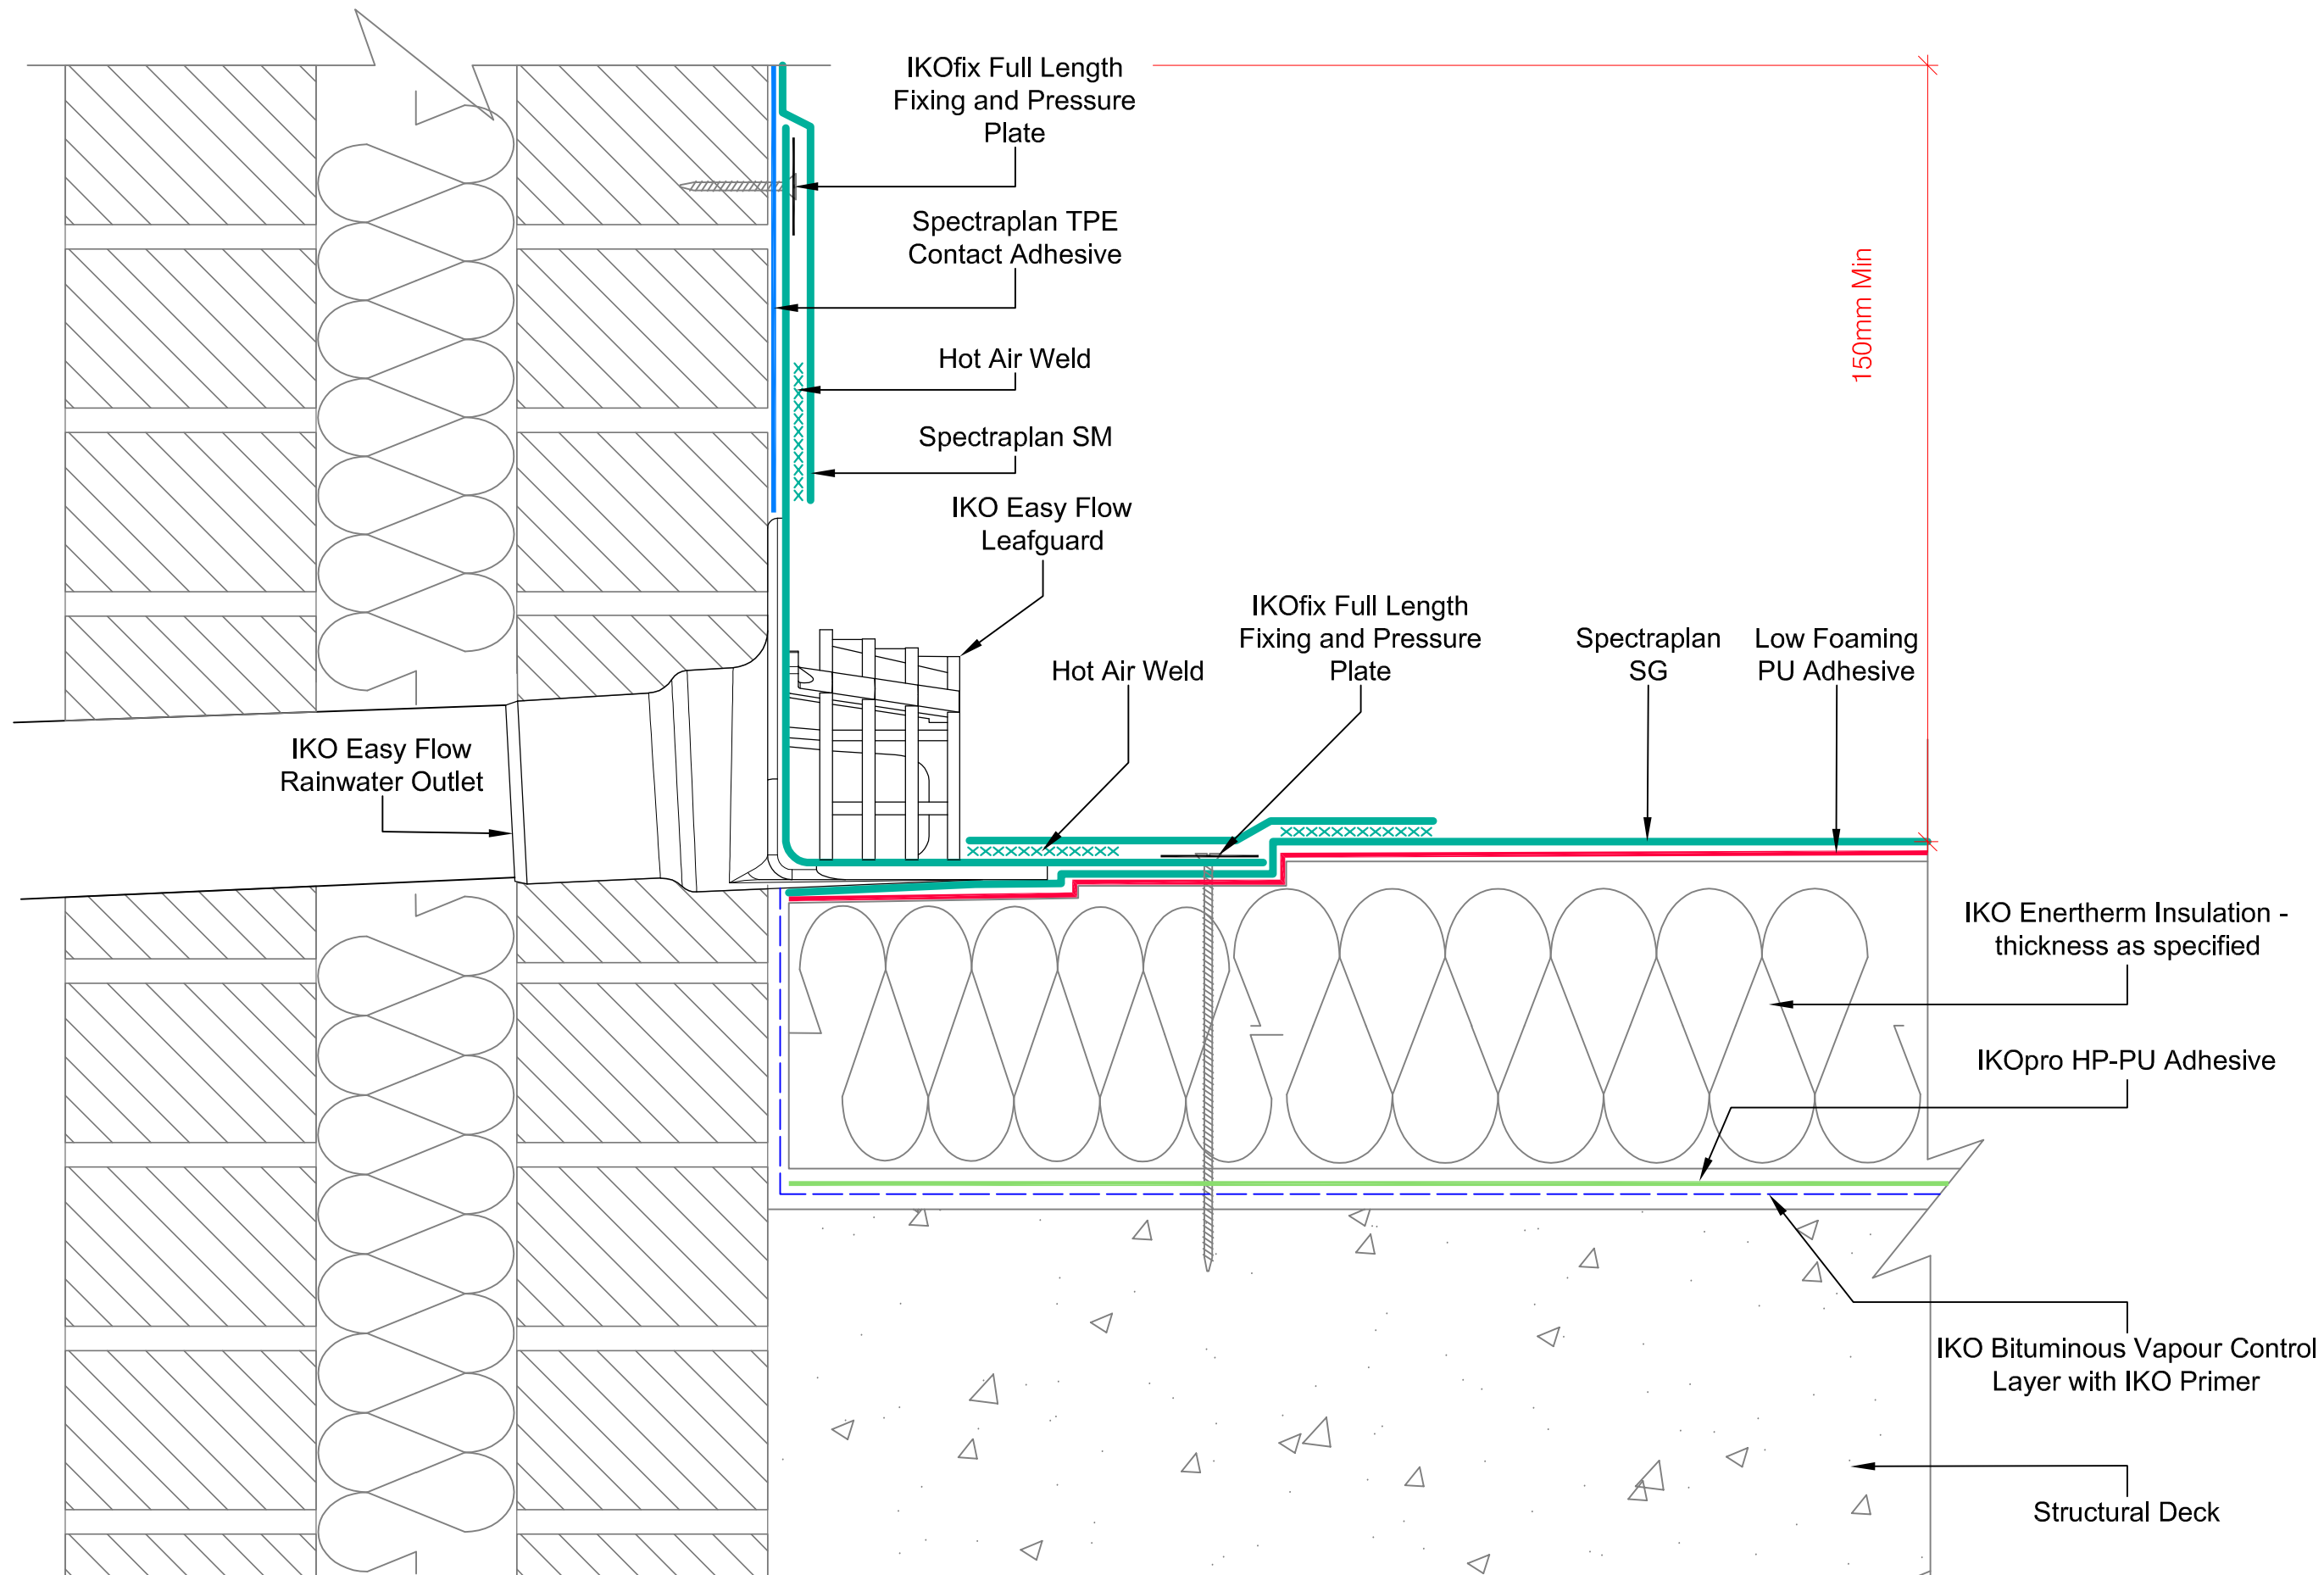 IKOfix Full Length
Fixing and Pressure
Plate
Spectraplan TPE
Contact Adhesive
Hot Air Weld
Spectraplan SM
IKO Easy Flow
Leafguard
150mm Min
IKOfix Full Length
Fixing and Pressure
Plate
Hot Air Weld
Spectraplan
SG
Low Foaming
PU Adhesive
IKO Easy Flow
Rainwater Outlet
IKO Enertherm Insulation -
thickness as specified
IKOpro HP-PU Adhesive
IKO Bituminous Vapour Control
Layer with IKO Primer
Structural Deck